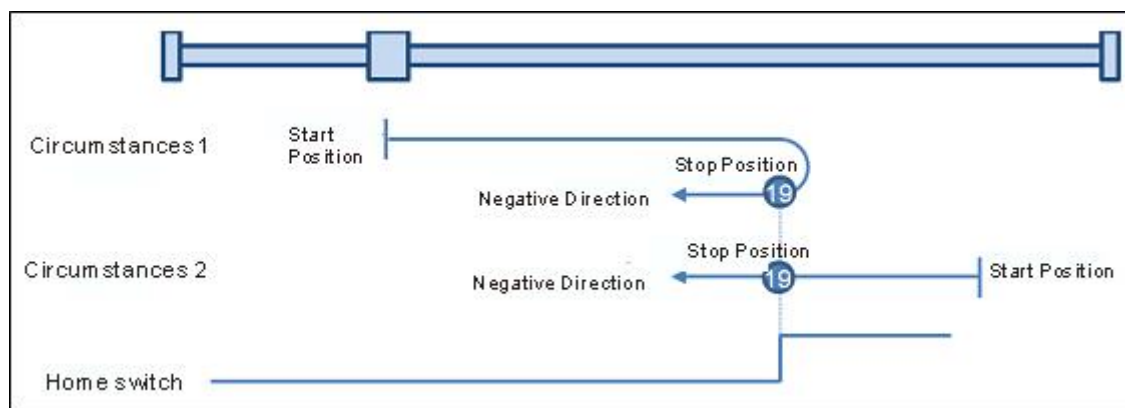 Circumstances 1
Start
Position
Stop Position
19
Negative Direction
Circumstances 2
Stop Position
19
Start Position
Negative Direction
Home switch